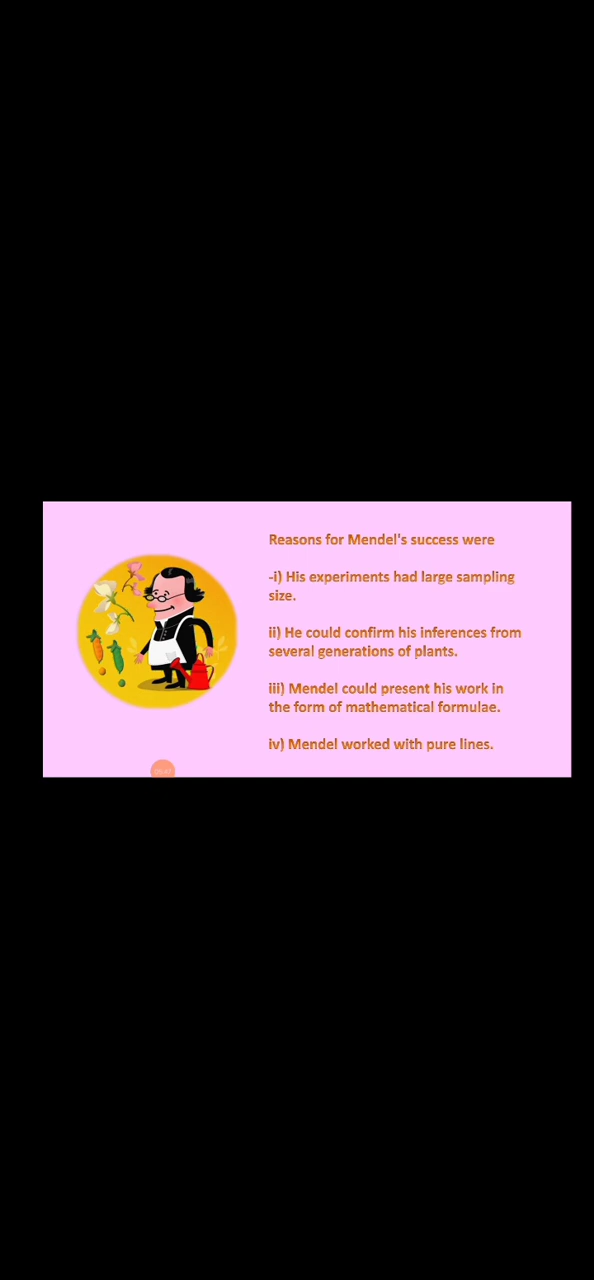 Reasons for Mendel's success were
-i) His experiments had large sampling
size.
ii) He could confirm his inferences from
several generations of plants.
iii) Mendel could present his work in
the form of mathematical formulae.
iv) Mendel worked with pure lines.